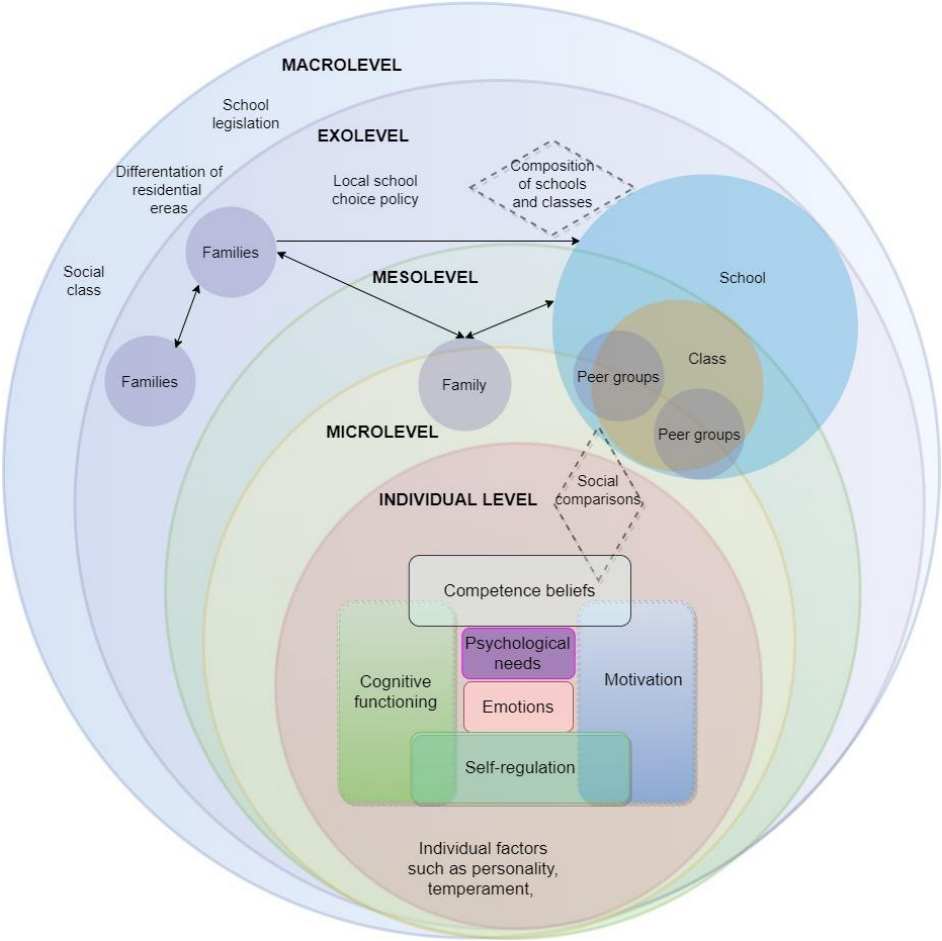 MACROLEVEL
School
legislation
EXOLEVEL
Differentation of
residential
ereas
Local school
choice policy
Composition
of schools
and classes
Families
Social
class
MESOLEVEL
School
Families
Family
Peer groups
Class
Peer groups
MICROLEVEL
INDIVIDUAL LEVEL
Social
comparisons
Competence beliefs
Psychological
needs
Cognitive
functioning
Motivation
Emotions
Self-regulation
Individual factors
such as personality,
temperament,